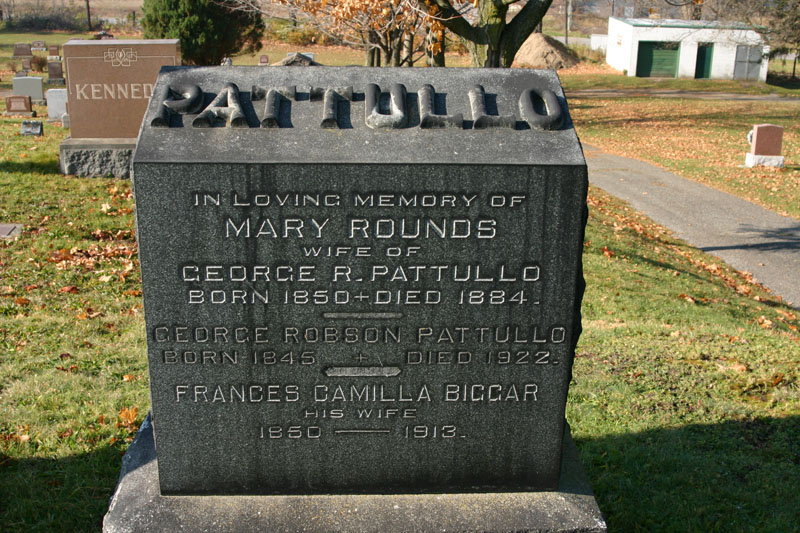 KENNED
PATTULLO
IN LOVING MEMORY OF
MARY ROUNDS
WIFE OF
GEORGE R. PATTULLO
BORN 1850 + DIED 1884.
GEORGE ROBSON PATTULLO
BORN 1845 + DIED 1922.
FRANCES CAMILLA BIGGAR
HIS WIFE
1850 — 1913.